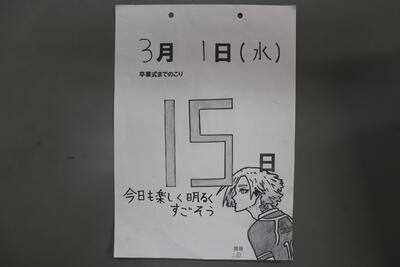 3月 1日(水)
卒業式までのこり
15日
今日も楽しく明るく
すごそう